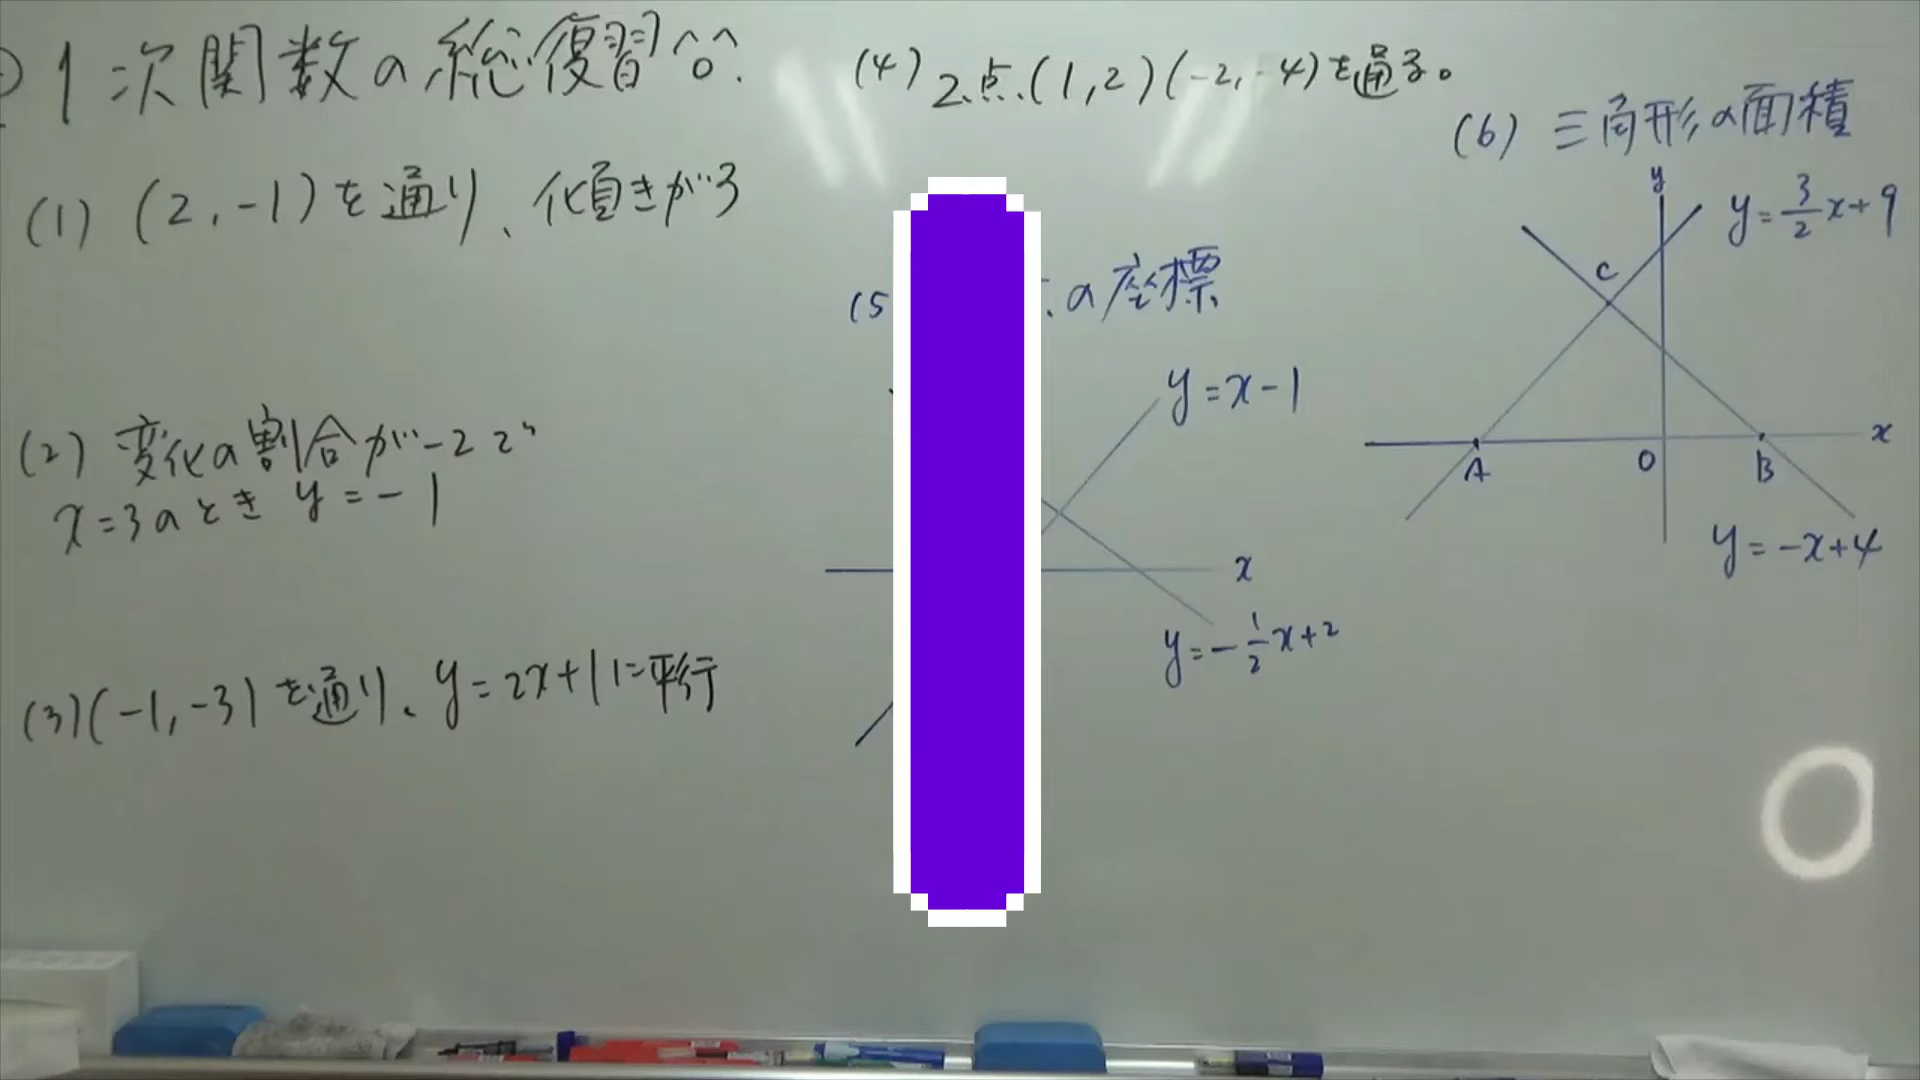 1次関数の総復習^o^.
(1) (2,-1)を通り、傾きが3
(2) 変化の割合が-2で
x=3のとき y=-1
(3)(-1,-3)を通り、y=2x+1に平行
(4) 2点(1,2)(-2,-4)を通る。
(5 の座標
y=x-1
x
y=-1/2x+2
(6) 三角形の面積
y
y=3/2x+9
C
A
O
B
x
y=-x+4